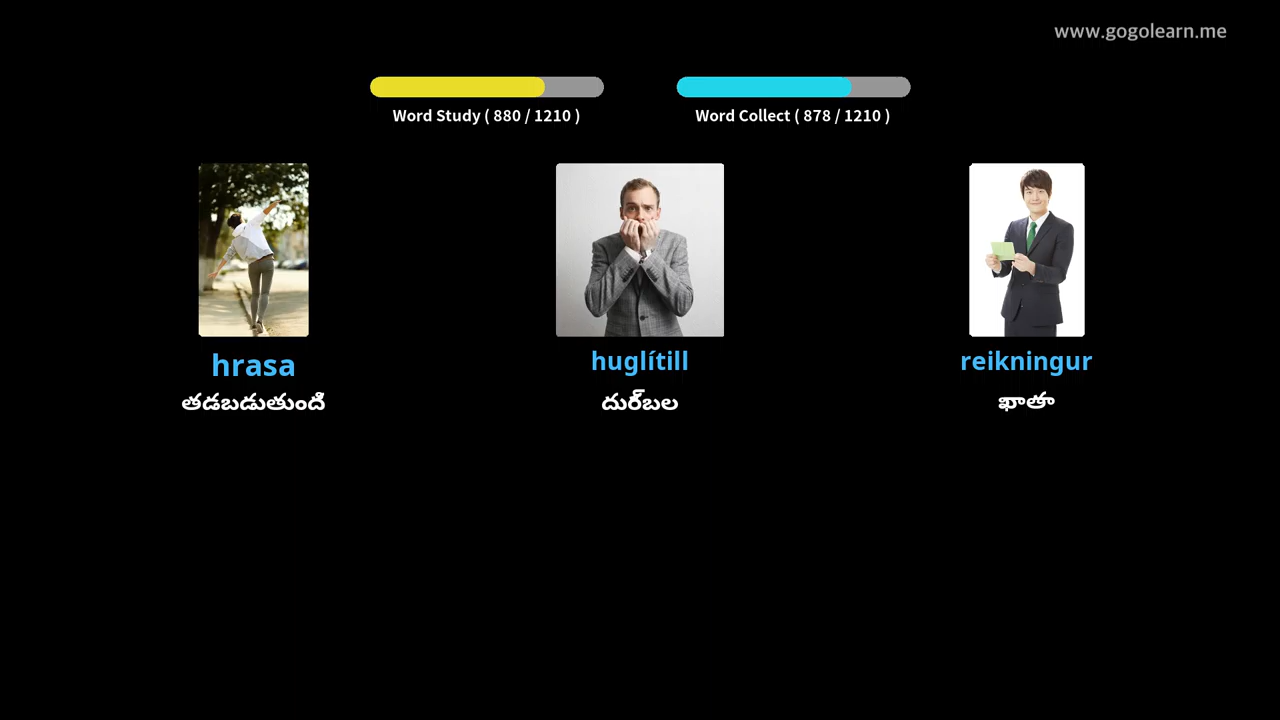 www.gogolearn.me
Word Study ( 880 / 1210 )
Word Collect ( 878 / 1210 )
hrasa
huglítill
reikningur
తడబడుతుంది
దుర్బల
ఖాతా